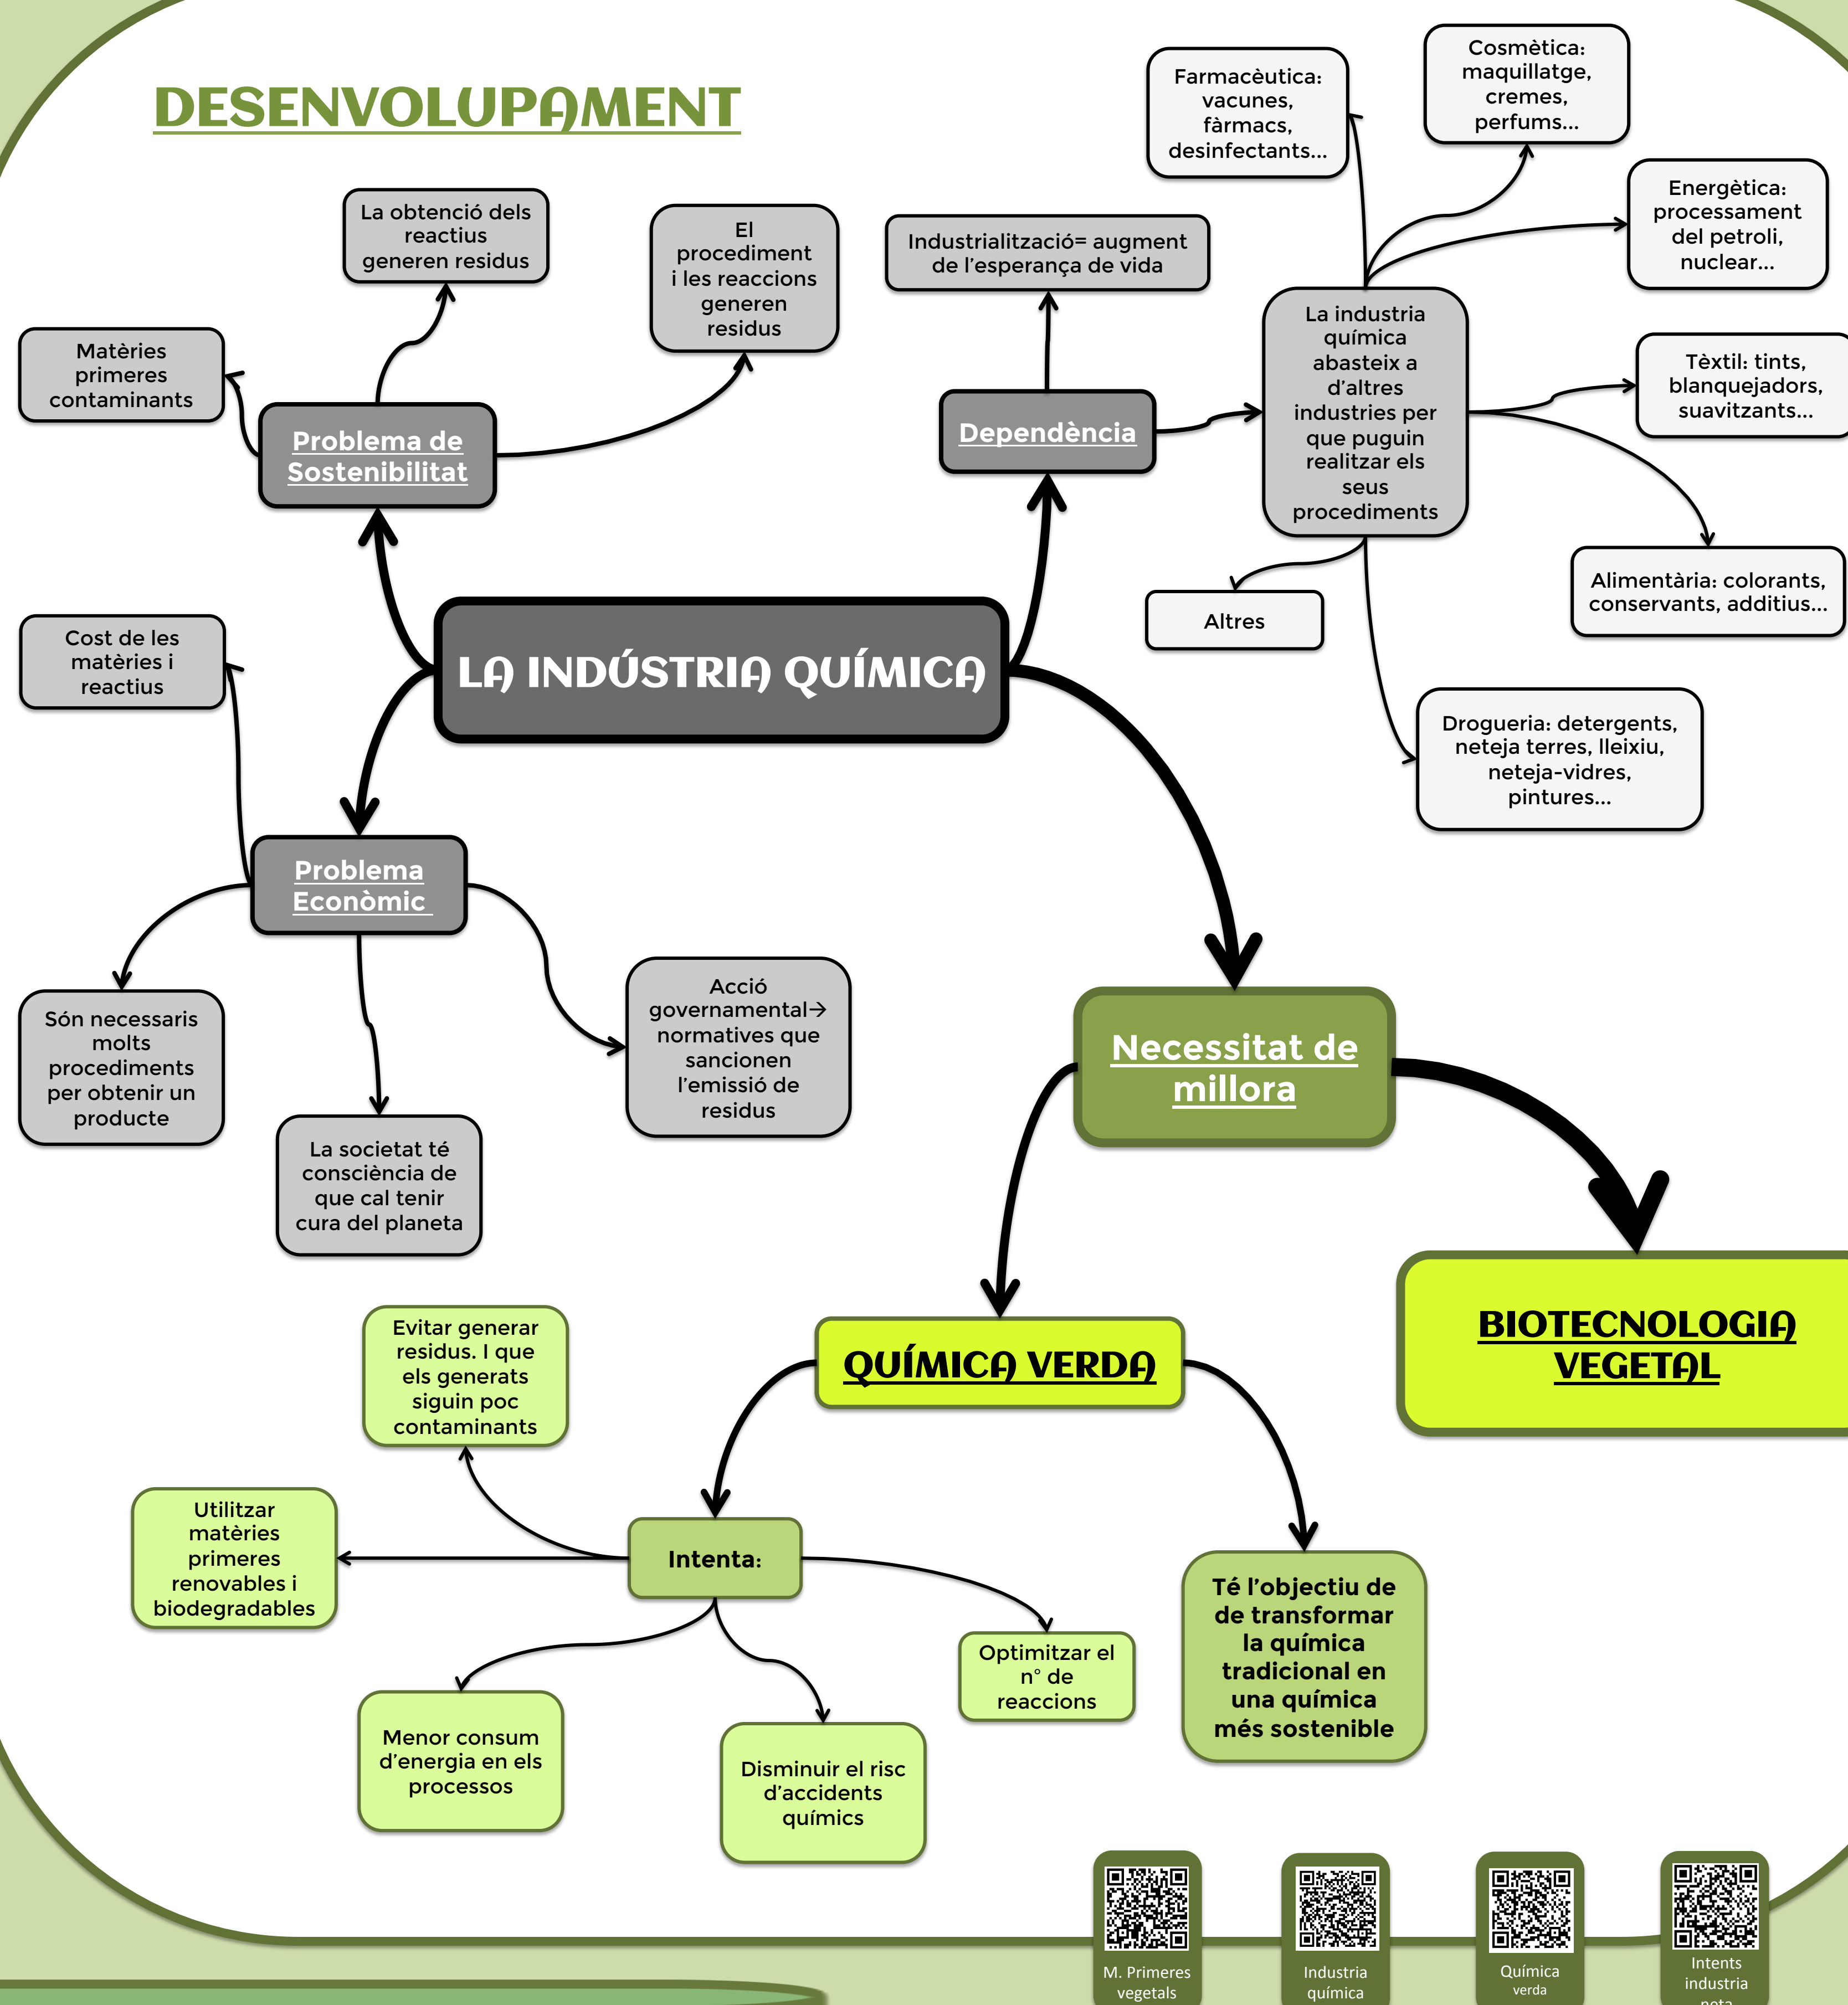 DESENVOLUPAMENT
Farmacèutica:
vacunes,
fàrmacs,
desinfectants...
Cosmètica:
maquillatge,
cremes,
perfums...
Energètica:
processament
del petroli,
nuclear...
La obtenció dels
reactius
generen residus
El
procediment
i les reaccions
generen
residus
Industrialització= augment
de l'esperança de vida
La industria
química
abasteix a
d'altres
industries per
que puguin
realitzar els
seus
procediments
Matèries
primeres
contaminants
Tèxtil: tints,
blanquejadors,
suavitzants...
Problema de
Sostenibilitat
Dependència
Alimentària: colorants,
conservants, additius...
Altres
Cost de les
matèries i
reactius
LA INDÚSTRIA QUÍMICA
Drogueria: detergents,
neteja terres, lleixiu,
neteja-vidres,
pintures...
Problema
Econòmic
Són necessaris
molts
procediments
per obtenir un
producte
Acció
governamental→
normatives que
sancionen
l'emissió de
residus
La societat té
consciència de
que cal tenir
cura del planeta
Necessitat de
millora
BIOTECNOLOGIA
VEGETAL
QUÍMICA VERDA
Evitar generar
residus. I que
els generats
siguin poc
contaminants
Utilitzar
matèries
primeres
renovables i
biodegradables
Intenta:
Té l'objectiu de
de transformar
la química
tradicional en
una química
més sostenible
Optimitzar el
n° de
reaccions
Menor consum
d'energia en els
processos
Disminuir el risc
d'accidents
químics
M. Primeres
vegetals
Industria
química
Química
verda
Intents
industria
neta